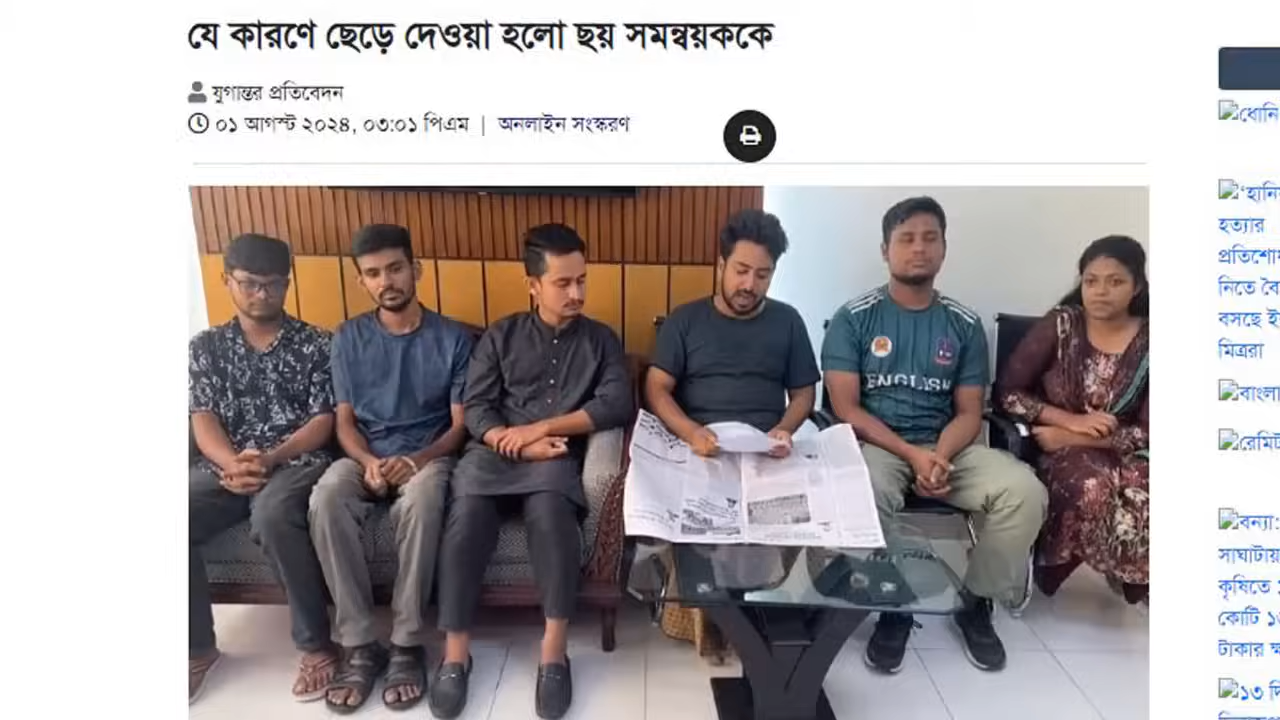 যে কারণে ছেড়ে দেওয়া হলো ছয় সমন্বয়ককে
যুগান্তর প্রতিবেদন
০১ আগস্ট ২০২৪, ০৩:০১ পিএম | অনলাইন সংস্করণ
ENGLISH
ধোনি
‘হানি
হত্যার
প্রতিশোধ
নিতে বৈ
বসছে ই
মিত্ররা
বাংলা
রেমিট
বন্যা:
সাঘাটায়
কৃষিতে
কোটি ১
টাকার ক্ষ
১৩ দি